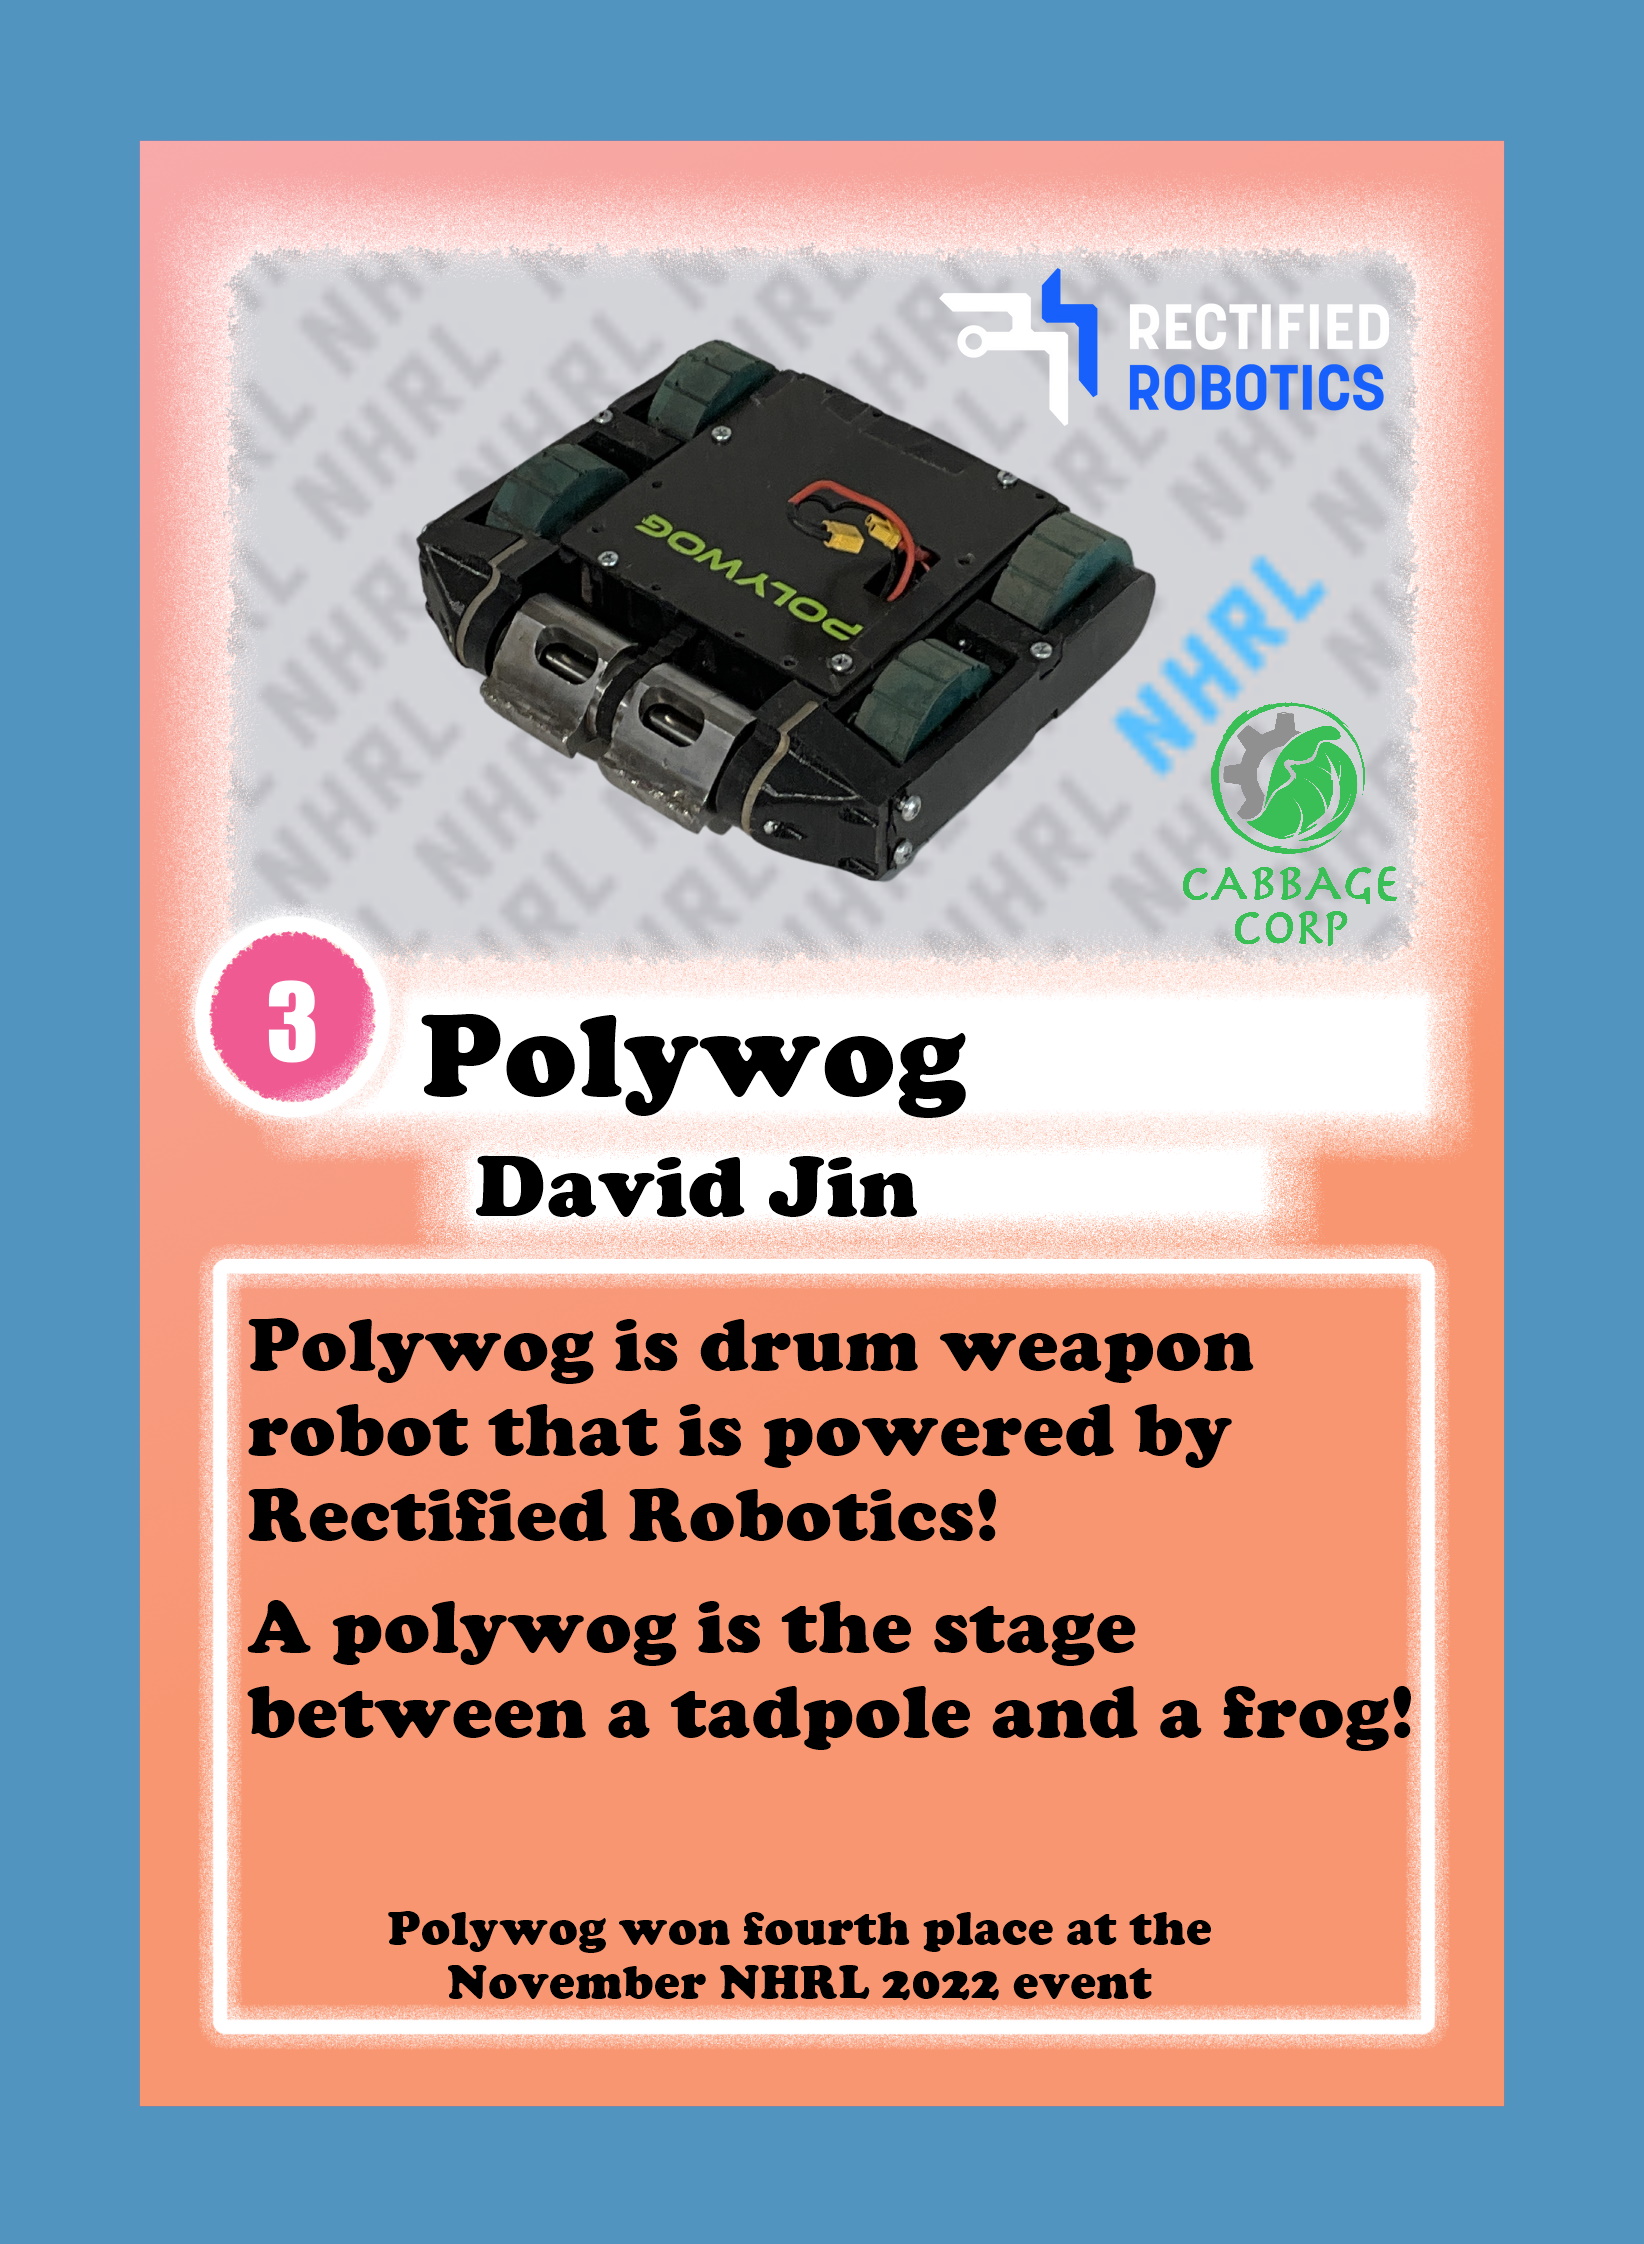 RECTIFIED
ROBOTICS
POLYWOG
NHRL
CABBAGE
CORP
3
Polywog
David Jin
Polywog is drum weapon
robot that is powered by
Rectified Robotics!
A polywog is the stage
between a tadpole and a frog!
Polywog won fourth place at the
November NHRL 2022 event